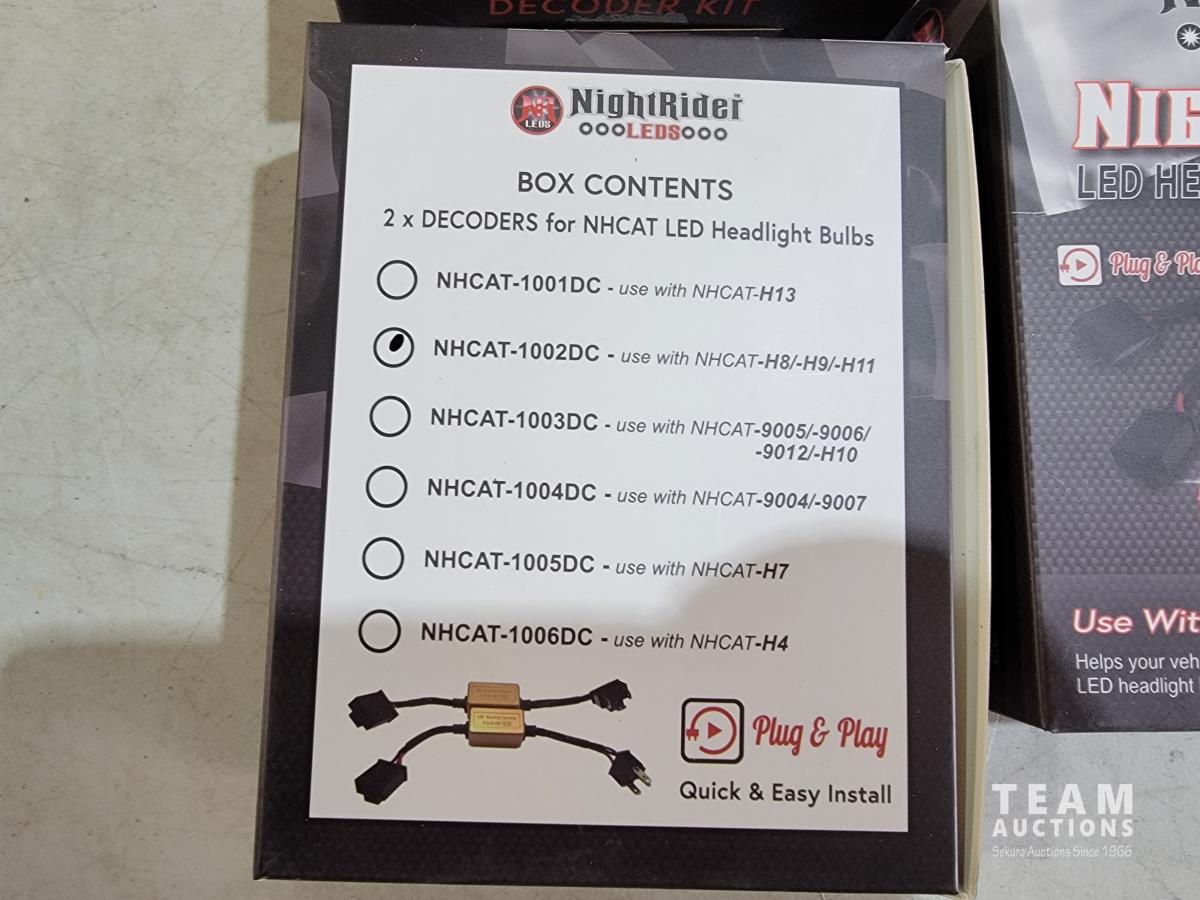 DECODER KIT
NR
LEDS
NightRider™
LEDS
BOX CONTENTS
2 x DECODERS for NHCAT LED Headlight Bulbs
NHCAT-1001DC - use with NHCAT-H13
NHCAT-1002DC - use with NHCAT-H8/-H9/-H11
NHCAT-1003DC - use with NHCAT-9005/-9006/
-9012/-H10
NHCAT-1004DC - use with NHCAT-9004/-9007
NHCAT-1005DC - use with NHCAT-H7
NHCAT-1006DC - use with NHCAT-H4
Plug & Play
Quick & Easy Install
LED HE
Plug & Pla
Use Wit
Helps your veh
LED headlight
TEAM
AUCTIONS
Sekura Auctions Since 1966